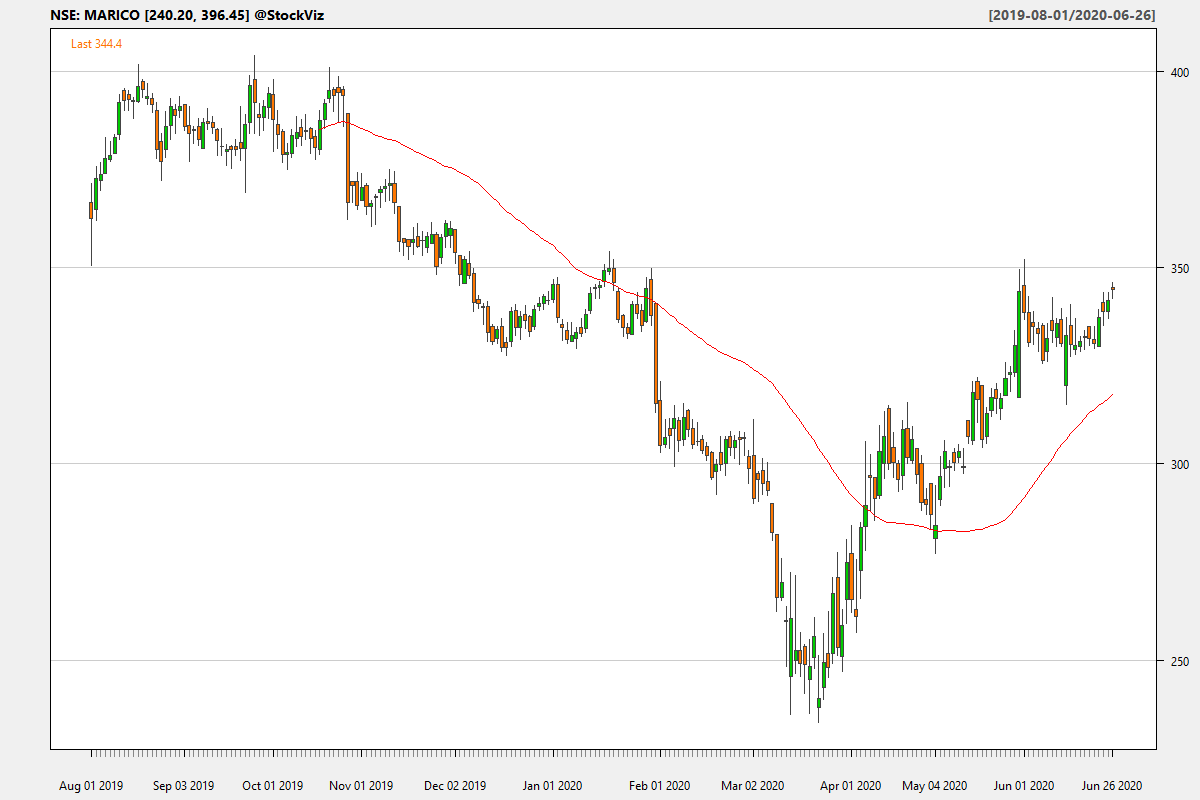 NSE: MARICO [240.20, 396.45] @StockViz [2019-08-01/2020-06-26]
Last 344.4
400
350
300
250
Aug 01 2019 Sep 03 2019 Oct 01 2019 Nov 01 2019 Dec 02 2019 Jan 01 2020 Feb 01 2020 Mar 02 2020 Apr 01 2020 May 04 2020 Jun 01 2020 Jun 26 2020